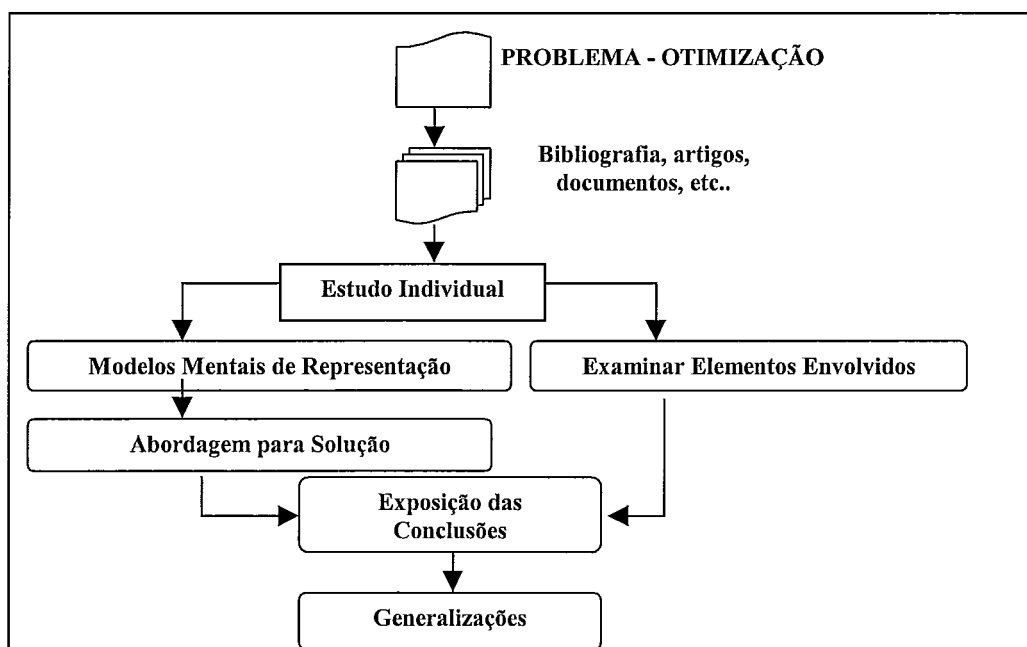 PROBLEMA - OTIMIZAÇÃO
Bibliografia, artigos,
documentos, etc..
Estudo Individual
Modelos Mentais de Representação
Examinar Elementos Envolvidos
Abordagem para Solução
Exposição das
Conclusões
Generalizações